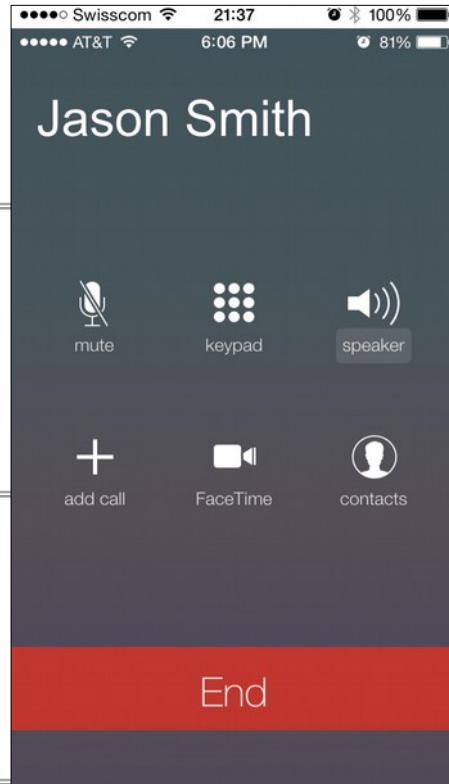 Swisscom 21:37 100%
AT&T 6:06 PM 81%
Jason Smith
mute keypad speaker
add call FaceTime contacts
End